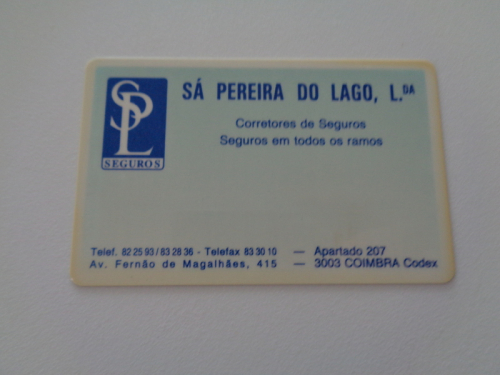 SPL
SEGUROS
SÁ PEREIRA DO LAGO, L.DA
Corretores de Seguros
Seguros em todos os ramos
Telef. 82 25 93 / 83 28 36 - Telefax 83 30 10 — Apartado 207
Av. Fernão de Magalhães, 415 — 3003 COIMBRA Codex